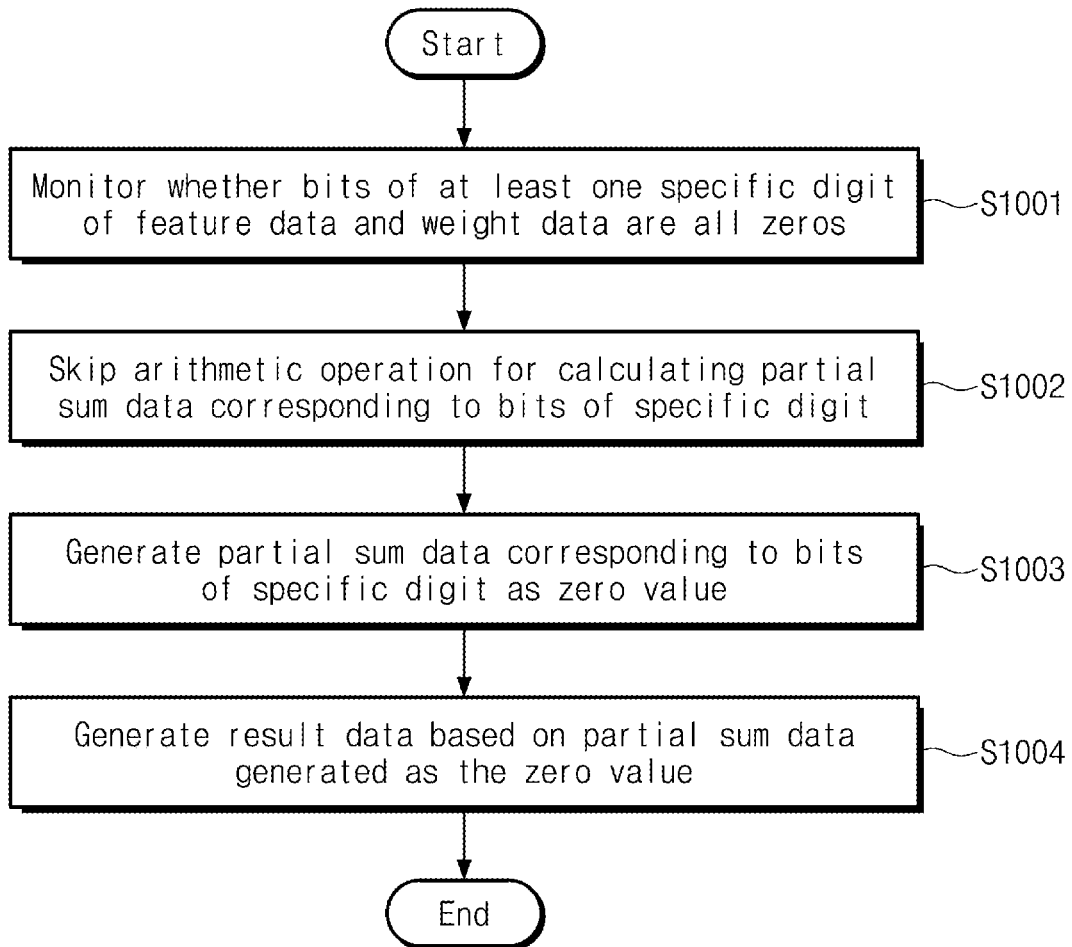 Start
Monitor whether bits of at least one specific digit
of feature data and weight data are all zeros
S1001
Skip arithmetic operation for calculating partial
sum data corresponding to bits of specific digit
S1002
Generate partial sum data corresponding to bits
of specific digit as zero value
S1003
Generate result data based on partial sum data
generated as the zero value
S1004
End